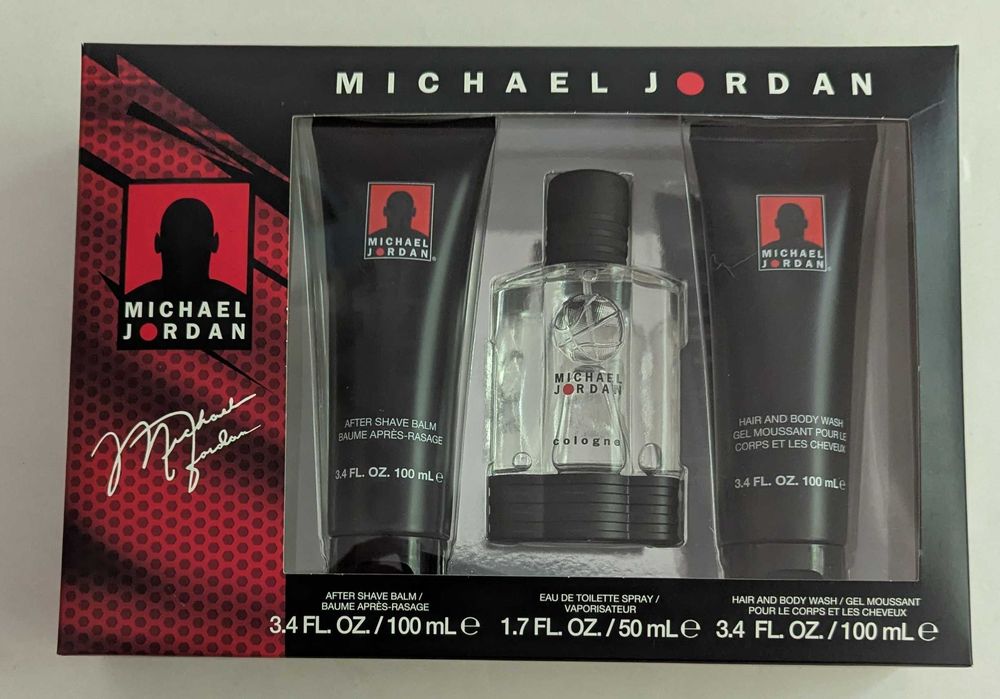 MICHAEL JORDAN
MICHAEL
JORDAN
Michael Jordan
MICHAEL
JORDAN®
AFTER SHAVE BALM
BAUME APRÈS-RASAGE
3.4 FL. OZ. 100 mL ℮
MICHAEL
JORDAN
cologne
MICHAEL
JORDAN®
HAIR AND BODY WASH
GEL MOUSSANT POUR LE
CORPS ET LES CHEVEUX
3.4 FL. OZ. 100 mL ℮
AFTER SHAVE BALM /
BAUME APRÈS-RASAGE
3.4 FL. OZ. / 100 mL ℮
EAU DE TOILETTE SPRAY /
VAPORISATEUR
1.7 FL. OZ. / 50 mL ℮
HAIR AND BODY WASH / GEL MOUSSANT
POUR LE CORPS ET LES CHEVEUX
3.4 FL. OZ. / 100 mL ℮